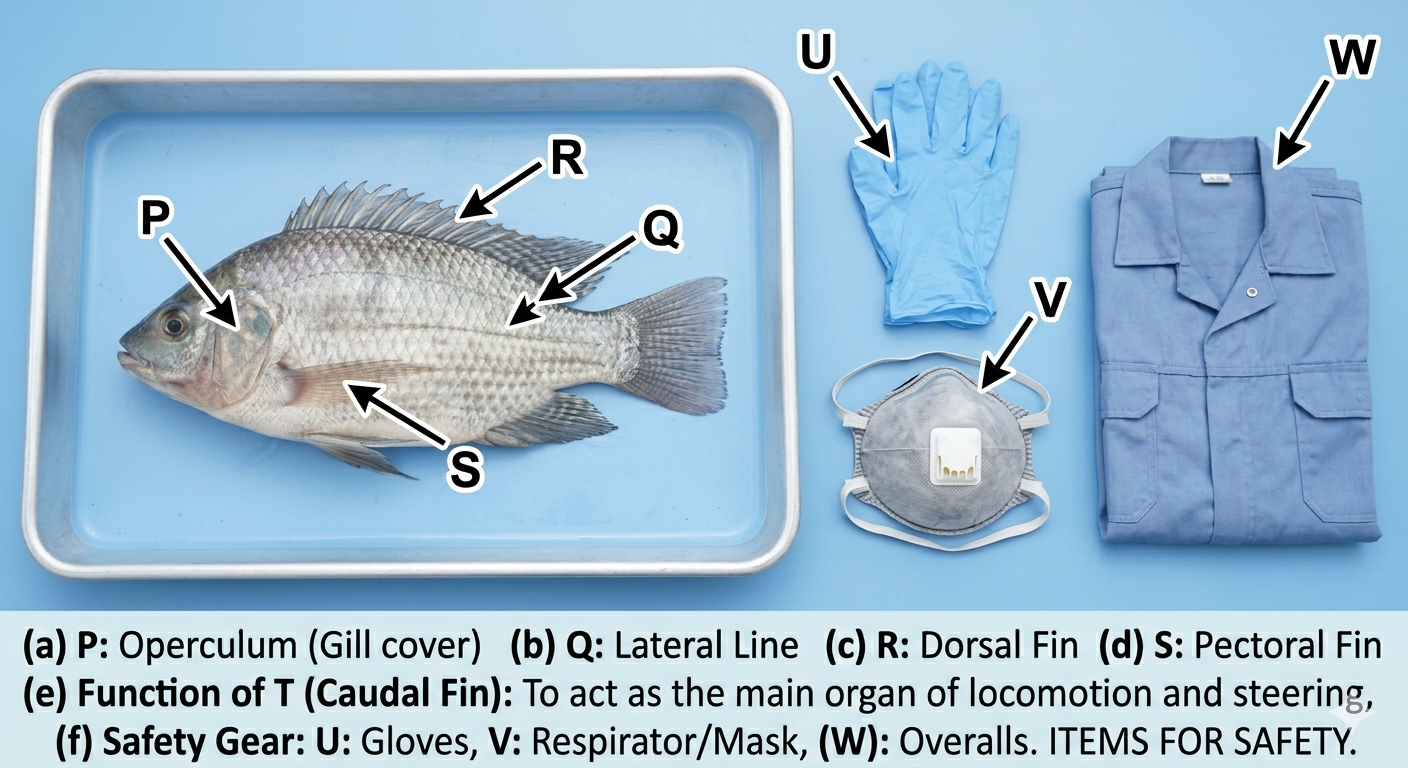 U
W
R
P
Q
V
S
(a) P: Operculum (Gill cover) (b) Q: Lateral Line (c) R: Dorsal Fin (d) S: Pectoral Fin
(e) Function of T (Caudal Fin): To act as the main organ of locomotion and steering,
(f) Safety Gear: U: Gloves, V: Respirator/Mask, (W): Overalls. ITEMS FOR SAFETY.